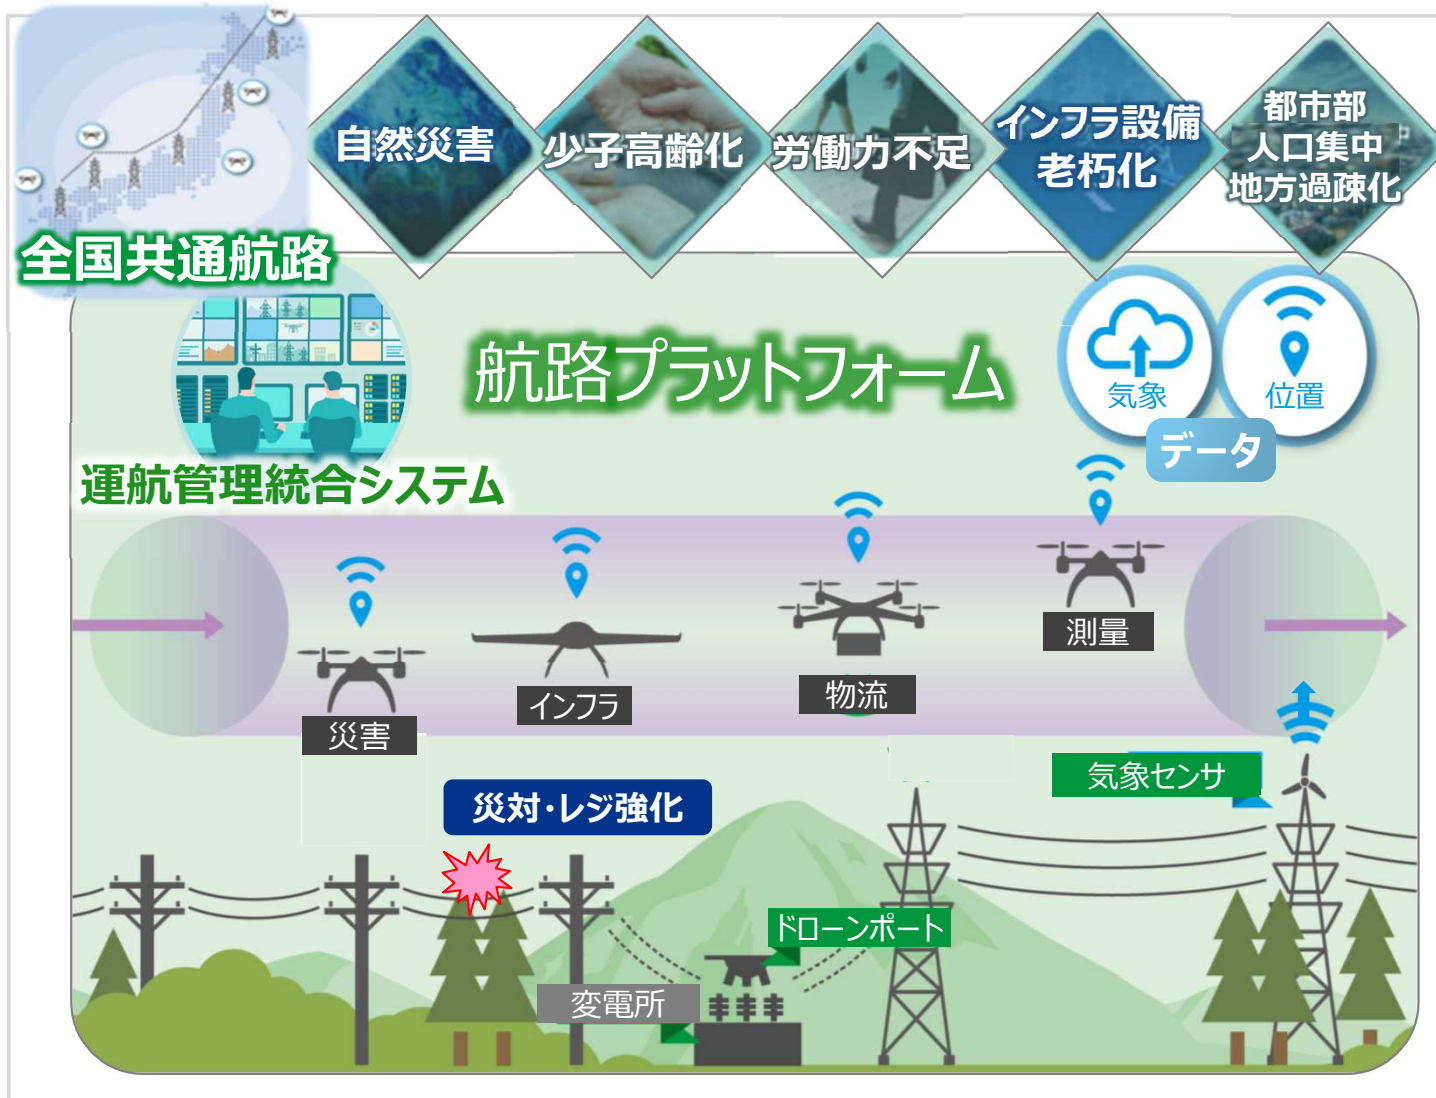 自然災害
少子高齢化
労働力不足
インフラ設備
老朽化
都市部
人口集中
地方過疎化
全国共通航路
航路プラットフォーム
気象
位置
データ
運航管理統合システム
測量
物流
インフラ
災害
気象センサ
災対・レジ強化
ドローンポート
変電所